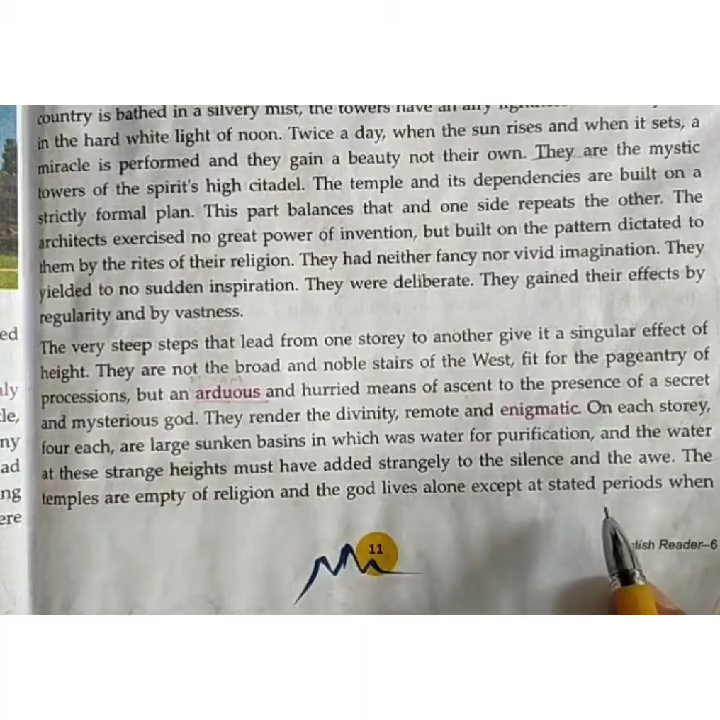 country is bathed in a silvery mist, the towers have an airy
in the hard white light of noon. Twice a day, when the sun rises and when it sets, a
miracle is performed and they gain a beauty not their own. They are the mystic
towers of the spirit's high citadel. The temple and its dependencies are built on a
strictly formal plan. This part balances that and one side repeats the other. The
architects exercised no great power of invention, but built on the pattern dictated to
them by the rites of their religion. They had neither fancy nor vivid imagination. They
yielded to no sudden inspiration. They were deliberate. They gained their effects by
regularity and by vastness.
The very steep steps that lead from one storey to another give it a singular effect of
height. They are not the broad and noble stairs of the West, fit for the pageantry of
processions, but an arduous and hurried means of ascent to the presence of a secret
and mysterious god. They render the divinity, remote and enigmatic. On each storey,
four each, are large sunken basins in which was water for purification, and the water
at these strange heights must have added strangely to the silence and the awe. The
temples are empty of religion and the god lives alone except at stated periods when
11
Reader–6